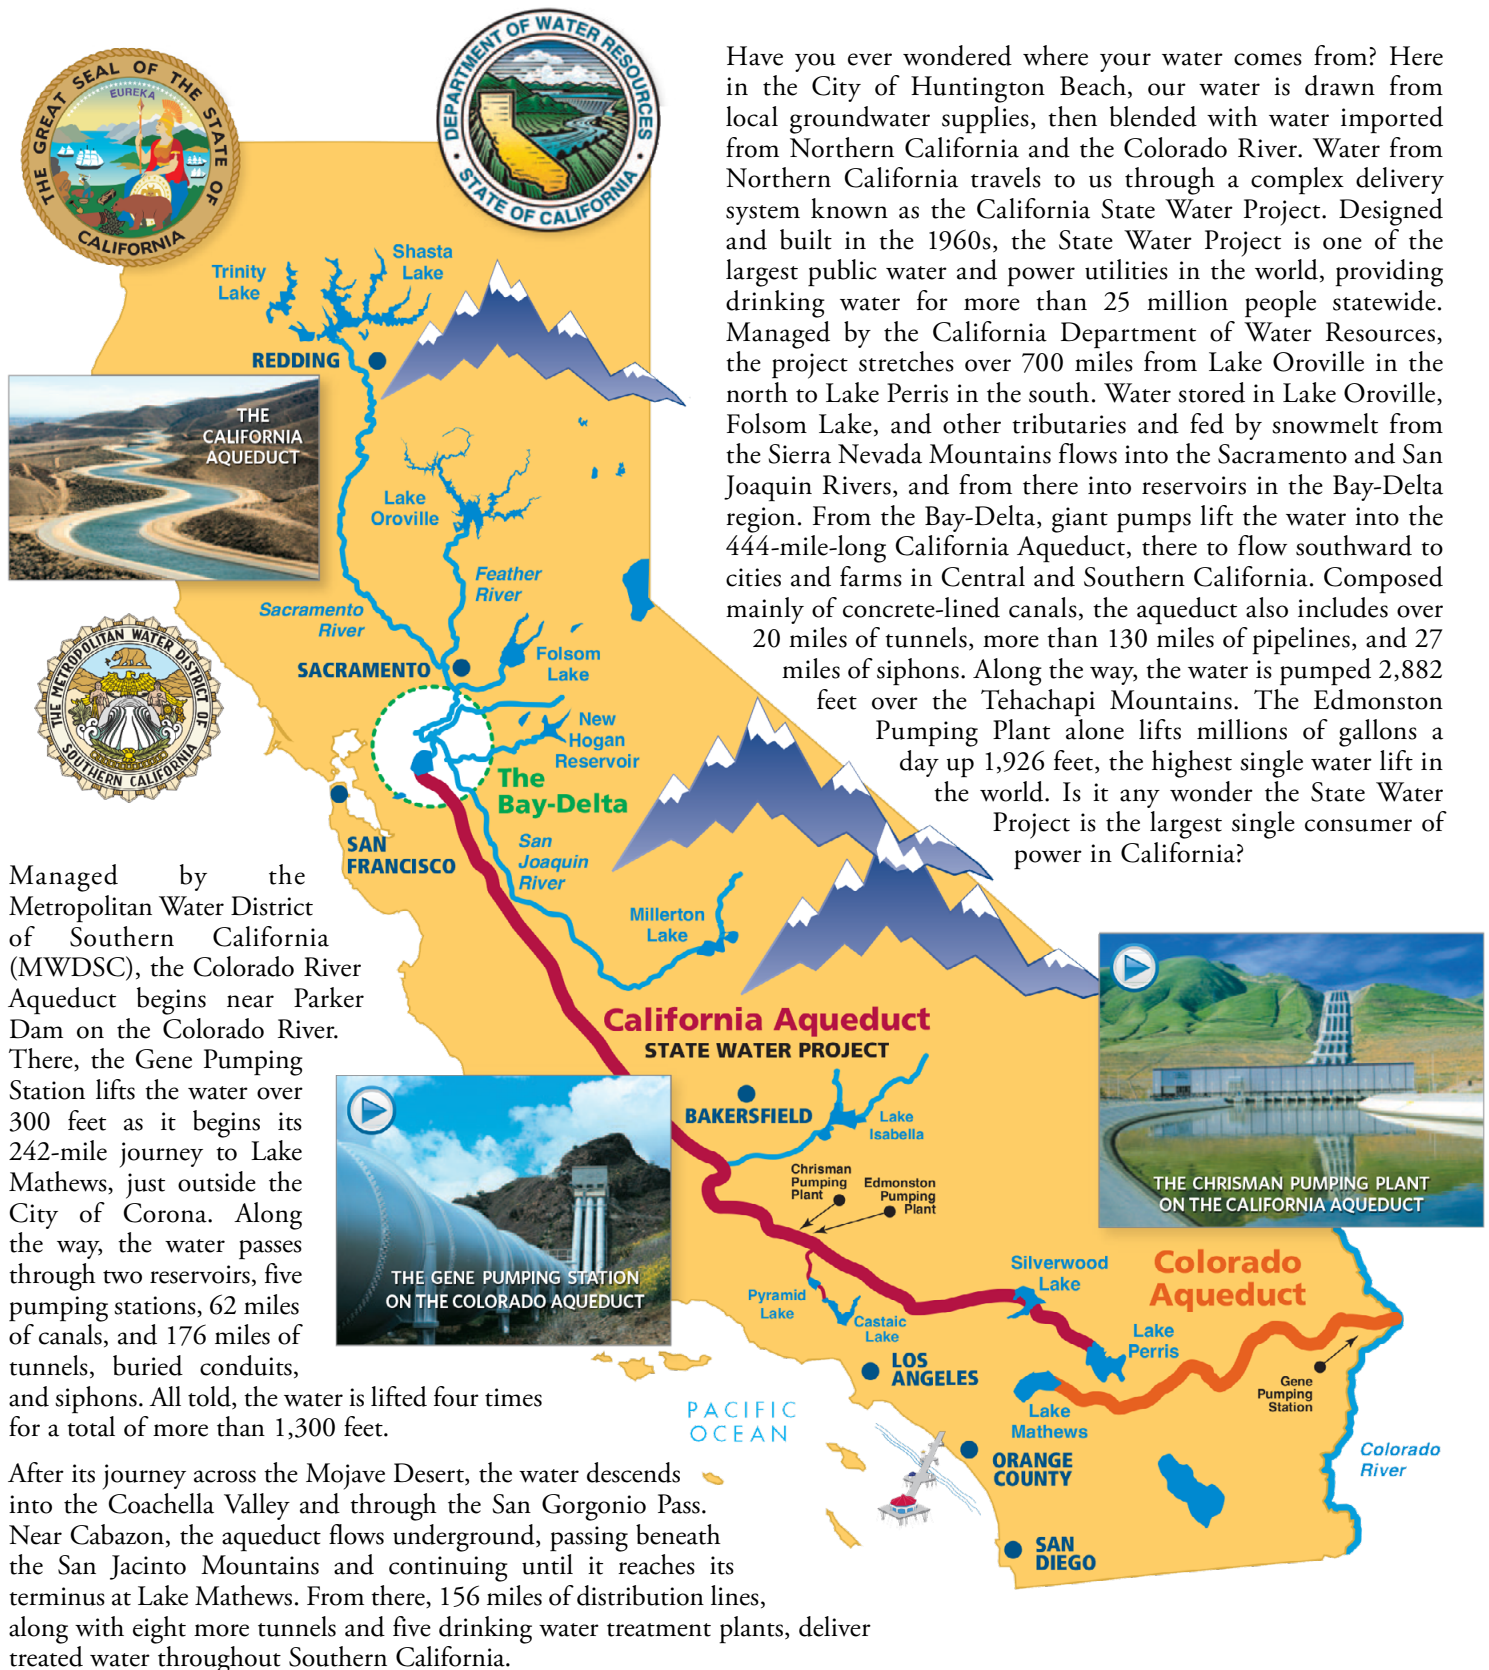 THE GREAT SEAL OF THE STATE OF CALIFORNIA
EUREKA
DEPARTMENT OF WATER RESOURCES
• STATE OF CALIFORNIA •
Have you ever wondered where your water comes from? Here
in the City of Huntington Beach, our water is drawn from
local groundwater supplies, then blended with water imported
from Northern California and the Colorado River. Water from
Northern California travels to us through a complex delivery
system known as the California State Water Project. Designed
and built in the 1960s, the State Water Project is one of the
largest public water and power utilities in the world, providing
drinking water for more than 25 million people statewide.
Managed by the California Department of Water Resources,
the project stretches over 700 miles from Lake Oroville in the
north to Lake Perris in the south. Water stored in Lake Oroville,
Folsom Lake, and other tributaries and fed by snowmelt from
the Sierra Nevada Mountains flows into the Sacramento and San
Joaquin Rivers, and from there into reservoirs in the Bay-Delta
region. From the Bay-Delta, giant pumps lift the water into the
444-mile-long California Aqueduct, there to flow southward to
cities and farms in Central and Southern California. Composed
mainly of concrete-lined canals, the aqueduct also includes over
20 miles of tunnels, more than 130 miles of pipelines, and 27
miles of siphons. Along the way, the water is pumped 2,882
feet over the Tehachapi Mountains. The Edmonston
Pumping Plant alone lifts millions of gallons a
day up 1,926 feet, the highest single water lift in
the world. Is it any wonder the State Water
Project is the largest single consumer of
power in California?
Trinity
Lake
Shasta
Lake
REDDING
THE
CALIFORNIA
AQUEDUCT
Lake
Oroville
Feather
River
Sacramento
River
SACRAMENTO
Folsom
Lake
THE METROPOLITAN WATER DISTRICT OF
SOUTHERN CALIFORNIA
New
Hogan
Reservoir
The
Bay-Delta
SAN
FRANCISCO
San
Joaquin
River
Millerton
Lake
California Aqueduct
STATE WATER PROJECT
BAKERSFIELD
Lake
Isabella
Chrisman
Pumping
Plant
Edmonston
Pumping
Plant
THE CHRISMAN PUMPING PLANT
ON THE CALIFORNIA AQUEDUCT
THE GENE PUMPING STATION
ON THE COLORADO AQUEDUCT
Pyramid
Lake
Castaic
Lake
Silverwood
Lake
Colorado
Aqueduct
Lake
Perris
LOS
ANGELES
Lake
Mathews
Gene
Pumping
Station
PACIFIC
OCEAN
ORANGE
COUNTY
Colorado
River
SAN
DIEGO
Managed by the
Metropolitan Water District
of Southern California
(MWDSC), the Colorado River
Aqueduct begins near Parker
Dam on the Colorado River.
There, the Gene Pumping
Station lifts the water over
300 feet as it begins its
242-mile journey to Lake
Mathews, just outside the
City of Corona. Along
the way, the water passes
through two reservoirs, five
pumping stations, 62 miles
of canals, and 176 miles of
tunnels, buried conduits,
and siphons. All told, the water is lifted four times
for a total of more than 1,300 feet.
After its journey across the Mojave Desert, the water descends
into the Coachella Valley and through the San Gorgonio Pass.
Near Cabazon, the aqueduct flows underground, passing beneath
the San Jacinto Mountains and continuing until it reaches its
terminus at Lake Mathews. From there, 156 miles of distribution lines,
along with eight more tunnels and five drinking water treatment plants, deliver
treated water throughout Southern California.